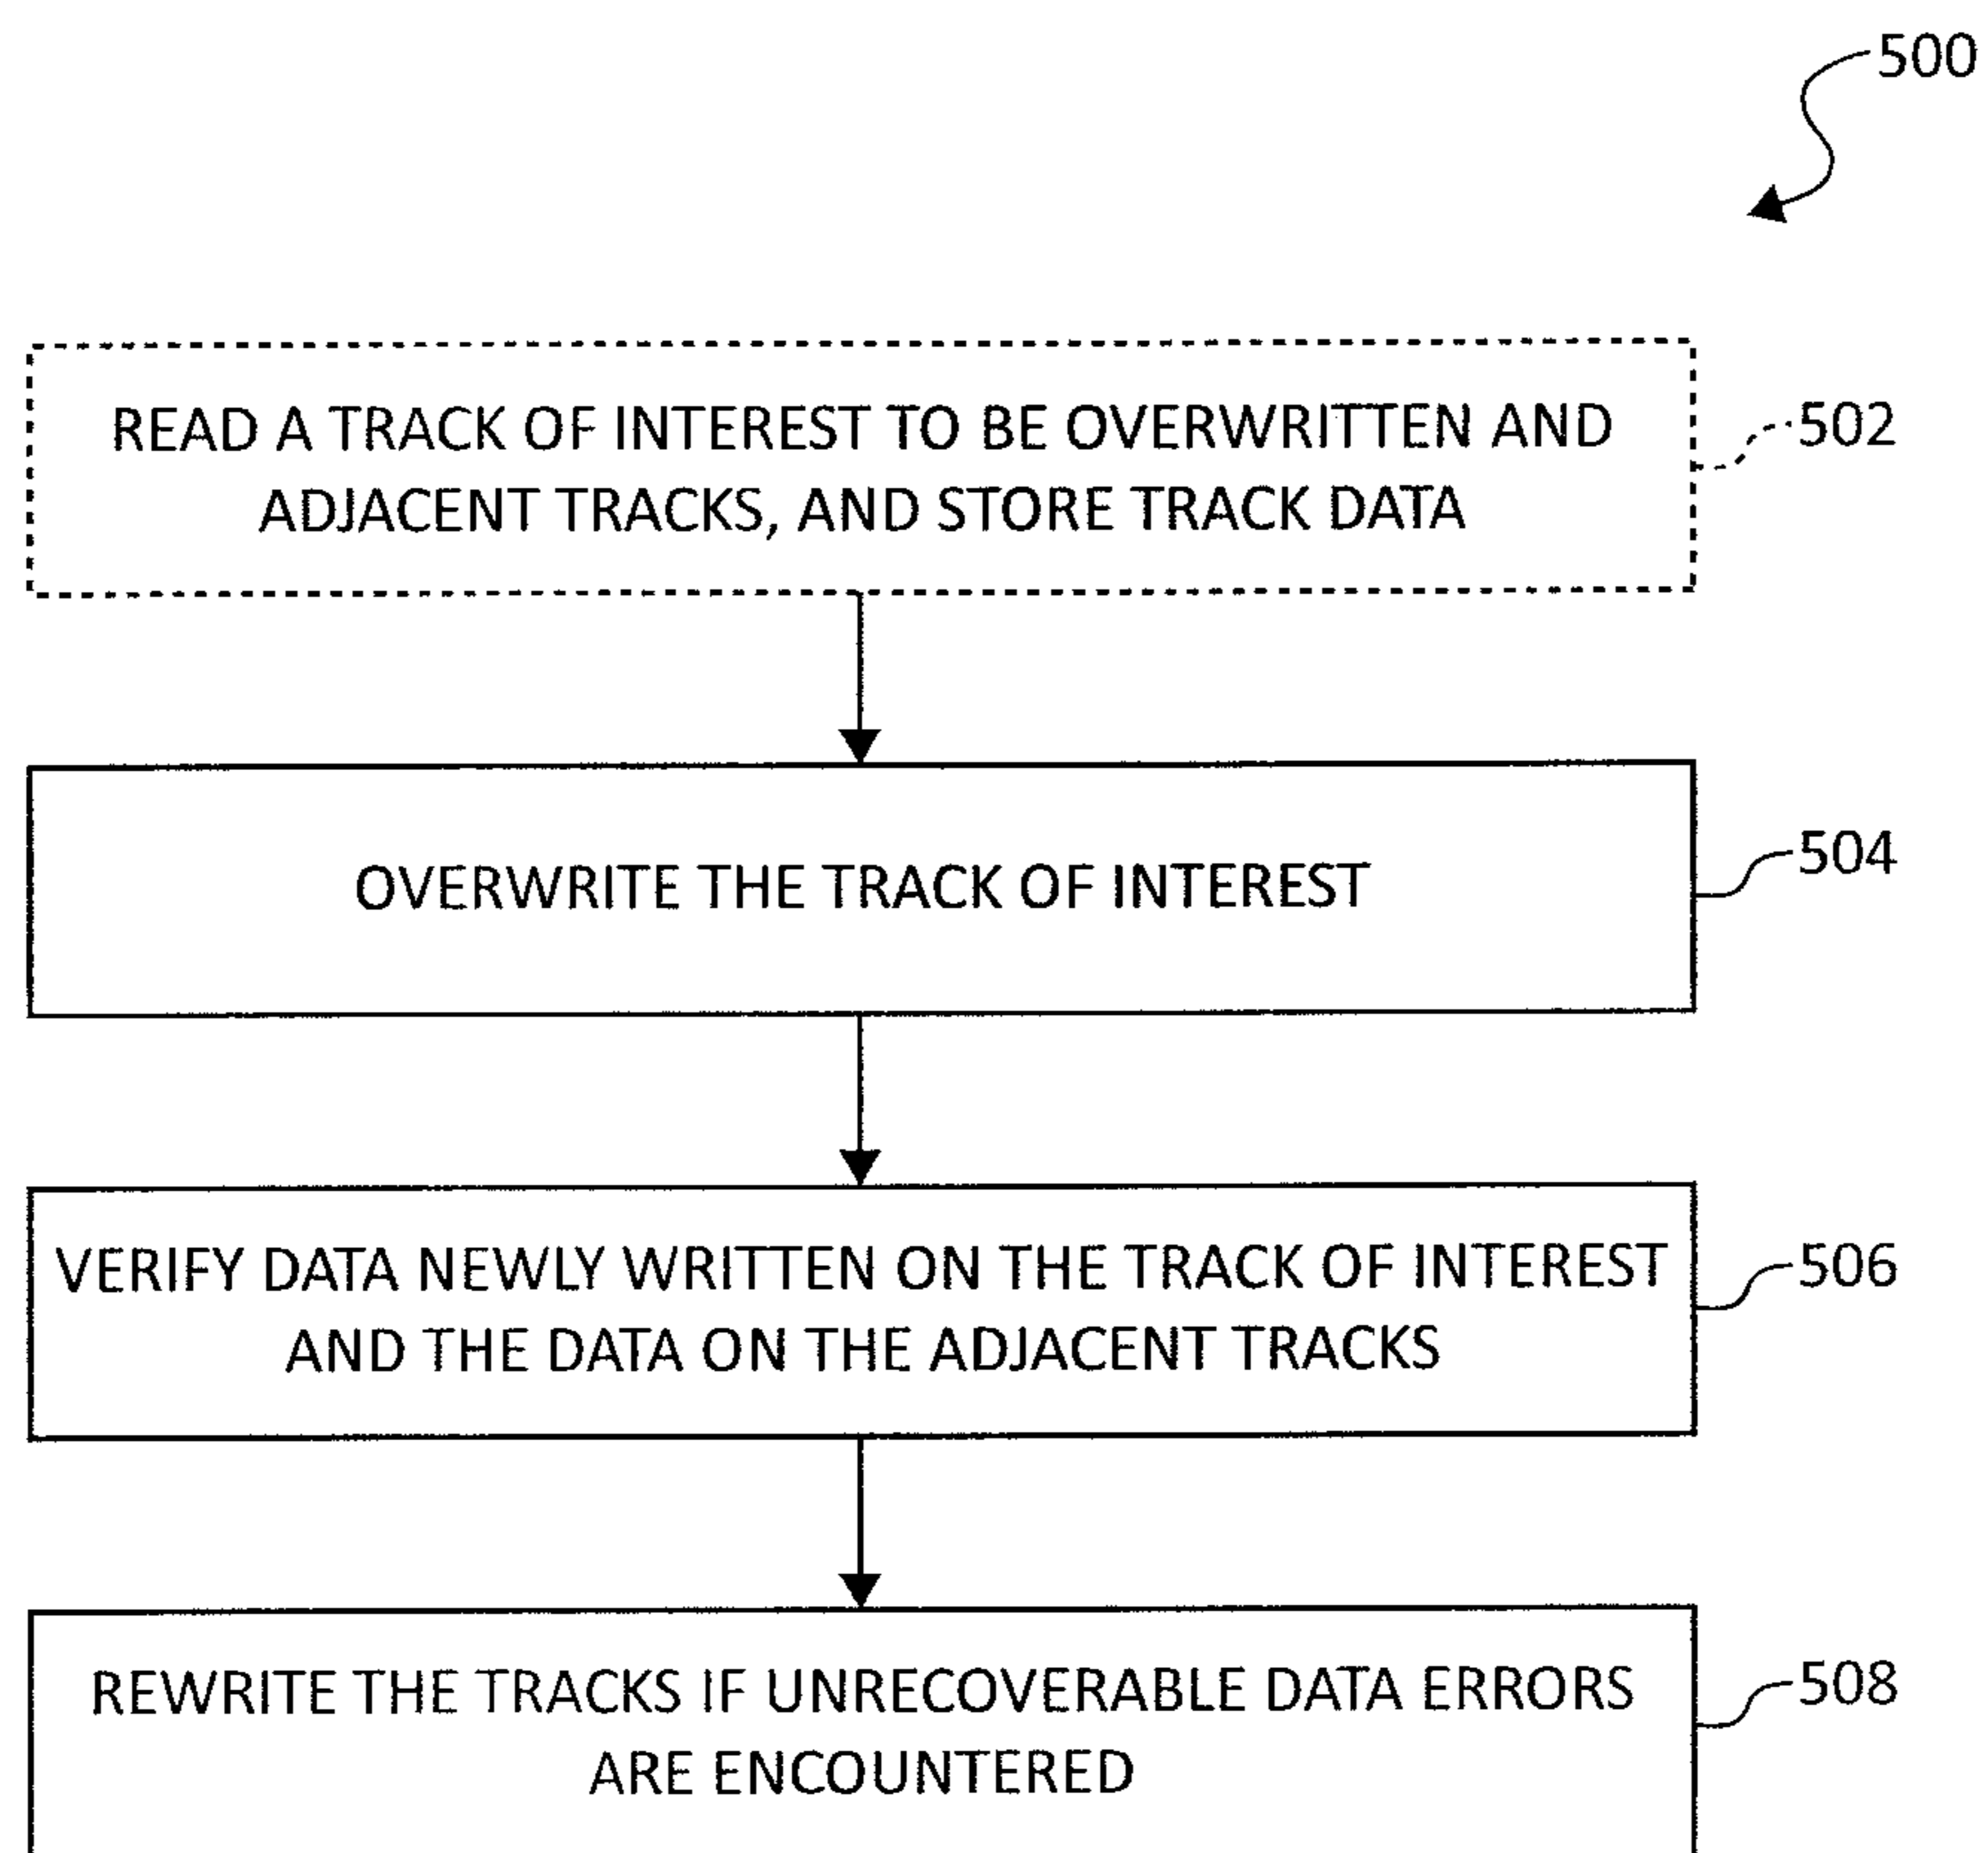 500
READ A TRACK OF INTEREST TO BE OVERWRITTEN AND
ADJACENT TRACKS, AND STORE TRACK DATA
502
OVERWRITE THE TRACK OF INTEREST
504
VERIFY DATA NEWLY WRITTEN ON THE TRACK OF INTEREST
AND THE DATA ON THE ADJACENT TRACKS
506
REWRITE THE TRACKS IF UNRECOVERABLE DATA ERRORS
ARE ENCOUNTERED
508